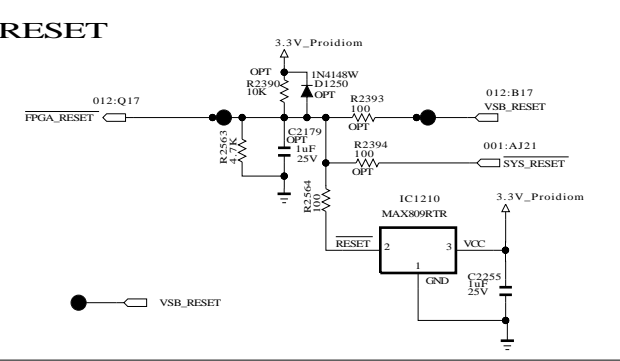 RESET
3.3V_Proidiom
OPT
R2390
10K
1N4148W
D1250
OPT
012:Q17
FPGA_RESET
R2393
100
OPT
012:B17
VSB_RESET
R2563
4.7K
C2179
OPT
1uF
25V
R2394
100
OPT
001:AJ21
SYS_RESET
R2564
100
IC1210
MAX809RTR
3.3V_Proidiom
RESET
2
3
VCC
1
GND
C2255
1uF
25V
VSB_RESET